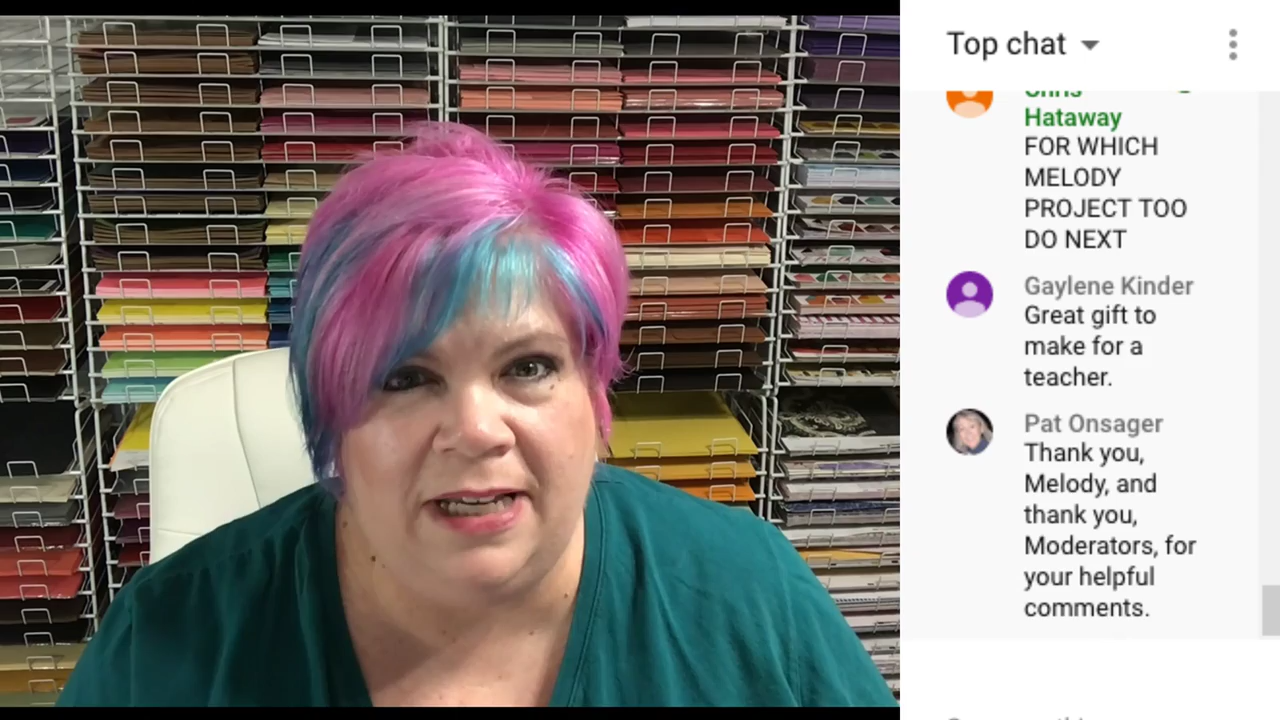 Top chat
Chris
Hataway
FOR WHICH
MELODY
PROJECT TOO
DO NEXT
Gaylene Kinder
Great gift to
make for a
teacher.
Pat Onsager
Thank you,
Melody, and
thank you,
Moderators, for
your helpful
comments.